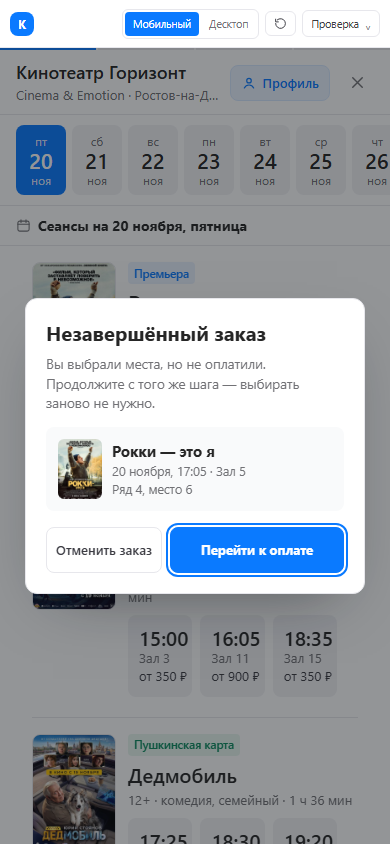 K
Мобильный
Десктоп
Проверка
Кинотеатр Горизонт
Cinema & Emotion · Ростов-на-Д...
Профиль
пт
20
ноя
сб
21
ноя
вс
22
ноя
пн
23
ноя
вт
24
ноя
ср
25
ноя
чт
26
ноя
Сеансы на 20 ноября, пятница
Премьера
Незавершённый заказ
Вы выбрали места, но не оплатили.
Продолжите с того же шага — выбирать
заново не нужно.
РОККИ
Рокки — это я
20 ноября, 17:05 · Зал 5
Ряд 4, место 6
Отменить заказ
Перейти к оплате
мин
15:00
Зал 3
от 350 ₽
16:05
Зал 11
от 900 ₽
18:35
Зал 15
от 350 ₽
ДЕДМОБИЛЬ
Пушкинская карта
Дедмобиль
12+ · комедия, семейный · 1 ч 36 мин
17:25
18:30
19:20